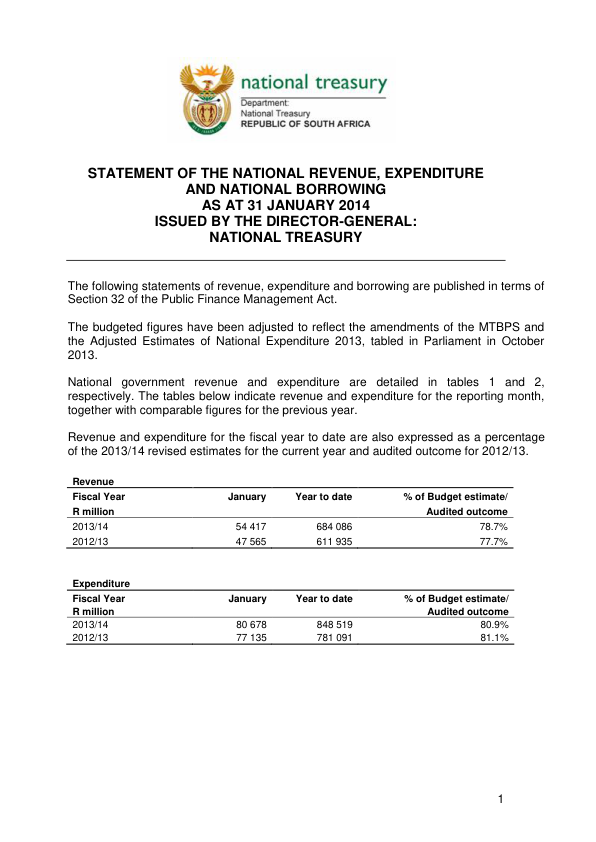 national treasury
Department:
National Treasury
REPUBLIC OF SOUTH AFRICA
STATEMENT OF THE NATIONAL REVENUE, EXPENDITURE
AND NATIONAL BORROWING
AS AT 31 JANUARY 2014
ISSUED BY THE DIRECTOR-GENERAL:
NATIONAL TREASURY
The following statements of revenue, expenditure and borrowing are published in terms of
Section 32 of the Public Finance Management Act.
The budgeted figures have been adjusted to reflect the amendments of the MTBPS and
the Adjusted Estimates of National Expenditure 2013, tabled in Parliament in October
2013.
National government revenue and expenditure are detailed in tables 1 and 2,
respectively. The tables below indicate revenue and expenditure for the reporting month,
together with comparable figures for the previous year.
Revenue and expenditure for the fiscal year to date are also expressed as a percentage
of the 2013/14 revised estimates for the current year and audited outcome for 2012/13.
Revenue
Fiscal Year January Year to date % of Budget estimate/
R million Audited outcome
2013/14 54 417 684 086 78.7%
2012/13 47 565 611 935 77.7%
Expenditure
Fiscal Year January Year to date % of Budget estimate/
R million Audited outcome
2013/14 80 678 848 519 80.9%
2012/13 77 135 781 091 81.1%
1